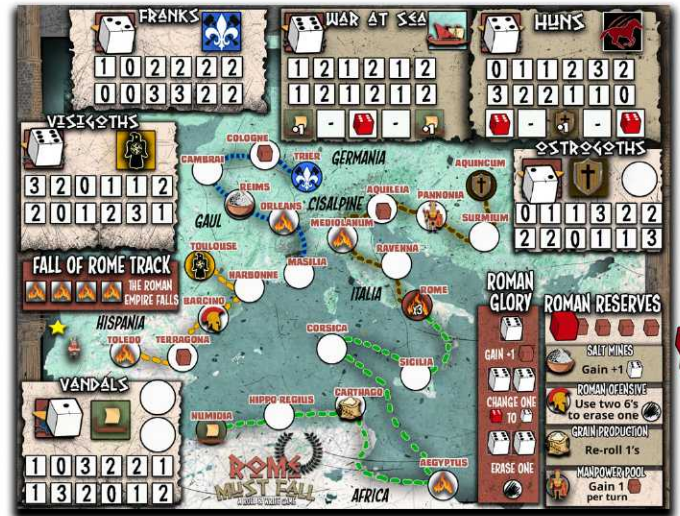 FRANKS
1 0 2 2 2 2
0 0 3 3 2 2
WAR AT SEA
1 2 1 2 1 2
1 2 1 2 1 2
+1 - - +1
HUNS
0 1 1 2 3 2
3 2 2 1 1 0
- +1 -
VISIGOTHS
3 2 0 1 1 2
2 0 1 2 3 1
OSTROGOTHS
0 1 1 3 2 2
2 2 0 1 1 3
COLOGNE
CAMBRAI
TRIER
GERMANIA
REIMS
ORLEANS
GAUL
CISALPINE
AQUILEIA
AQUINCUM
PANNONIA
SURMIUM
MEDIOLANUM
RAVENNA
TOULOUSE
NARBONNE
MASILIA
ITALIA
ROME
x3
FALL OF ROME TRACK
THE ROMAN
EMPIRE FALLS
HISPANIA
BARCINO
TOLEDO
TERRAGONA
CORSICA
SICILIA
VANDALS
1 0 3 2 2 1
1 3 2 0 1 2
NUMIDIA
HIPPO REGIUS
CARTHAGO
AEGYPTUS
AFRICA
ROME
MUST FALL
A ROLL & WRITE GAME
ROMAN
GLORY
GAIN +1
CHANGE ONE
TO
ERASE ONE
ROMAN RESERVES
SALT MINES
Gain +1
ROMAN OFENSIVE
Use two 6's
to erase one
GRAIN PRODUCTION
Re-roll 1's
MANPOWER POOL
Gain 1
per turn